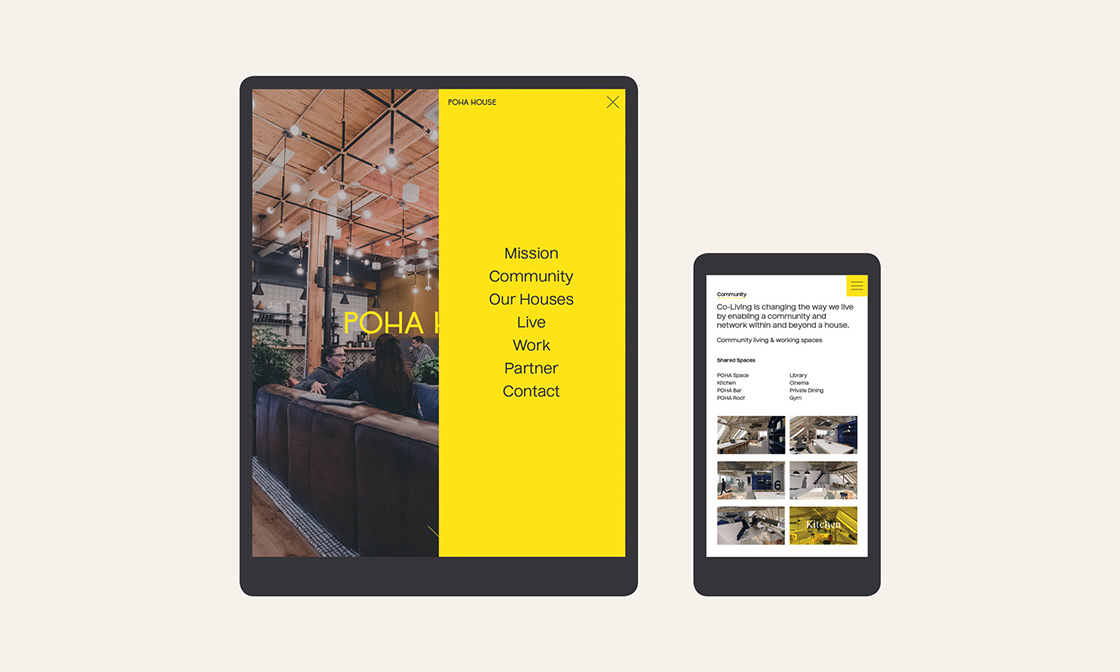 POHA HOUSE
Mission
Community
Our Houses
Live
Work
Partner
Contact
POHA H
Community
Co-Living is changing the way we live
by enabling a community and
network within and beyond a house.
Community living & working spaces
Shared Spaces
POHA Space
Kitchen
POHA Bar
POHA Roof
Library
Cinema
Private Dining
Gym
6
Kitchen